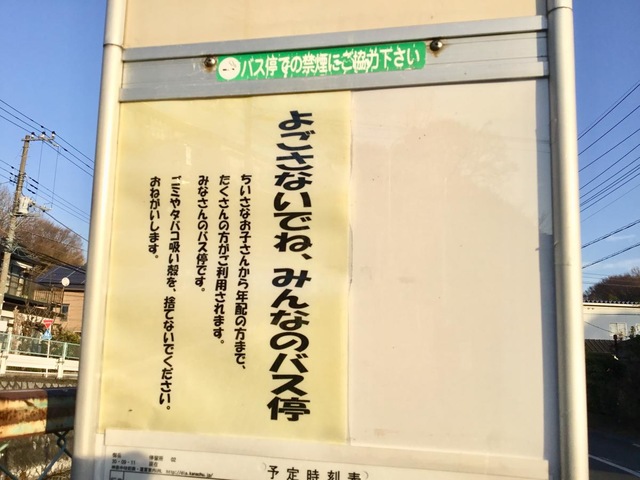 バス停での禁煙にご協力下さい
よごさないでね、みんなのバス停
ちいさなお子さんから年配の方まで、
たくさんの方がご利用されます。
みなさんのバス停です。
ゴミやタバコ吸い殻を、捨てないでください。
おねがいします。
予定時刻表